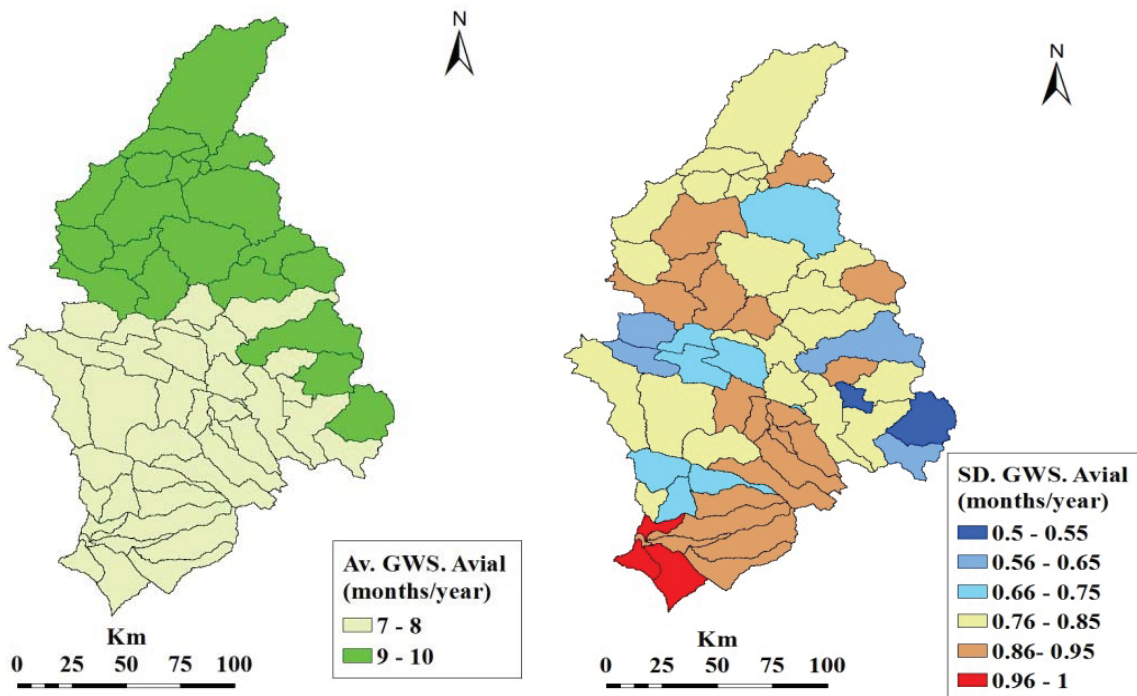 N
Av. GWS. Avial
(months/year)
7 - 8
9 - 10
Km
0 25 50 75 100
N
SD. GWS. Avial
(months/year)
0.5 - 0.55
0.56 - 0.65
0.66 - 0.75
0.76 - 0.85
0.86- 0.95
0.96 - 1
Km
0 25 50 75 100